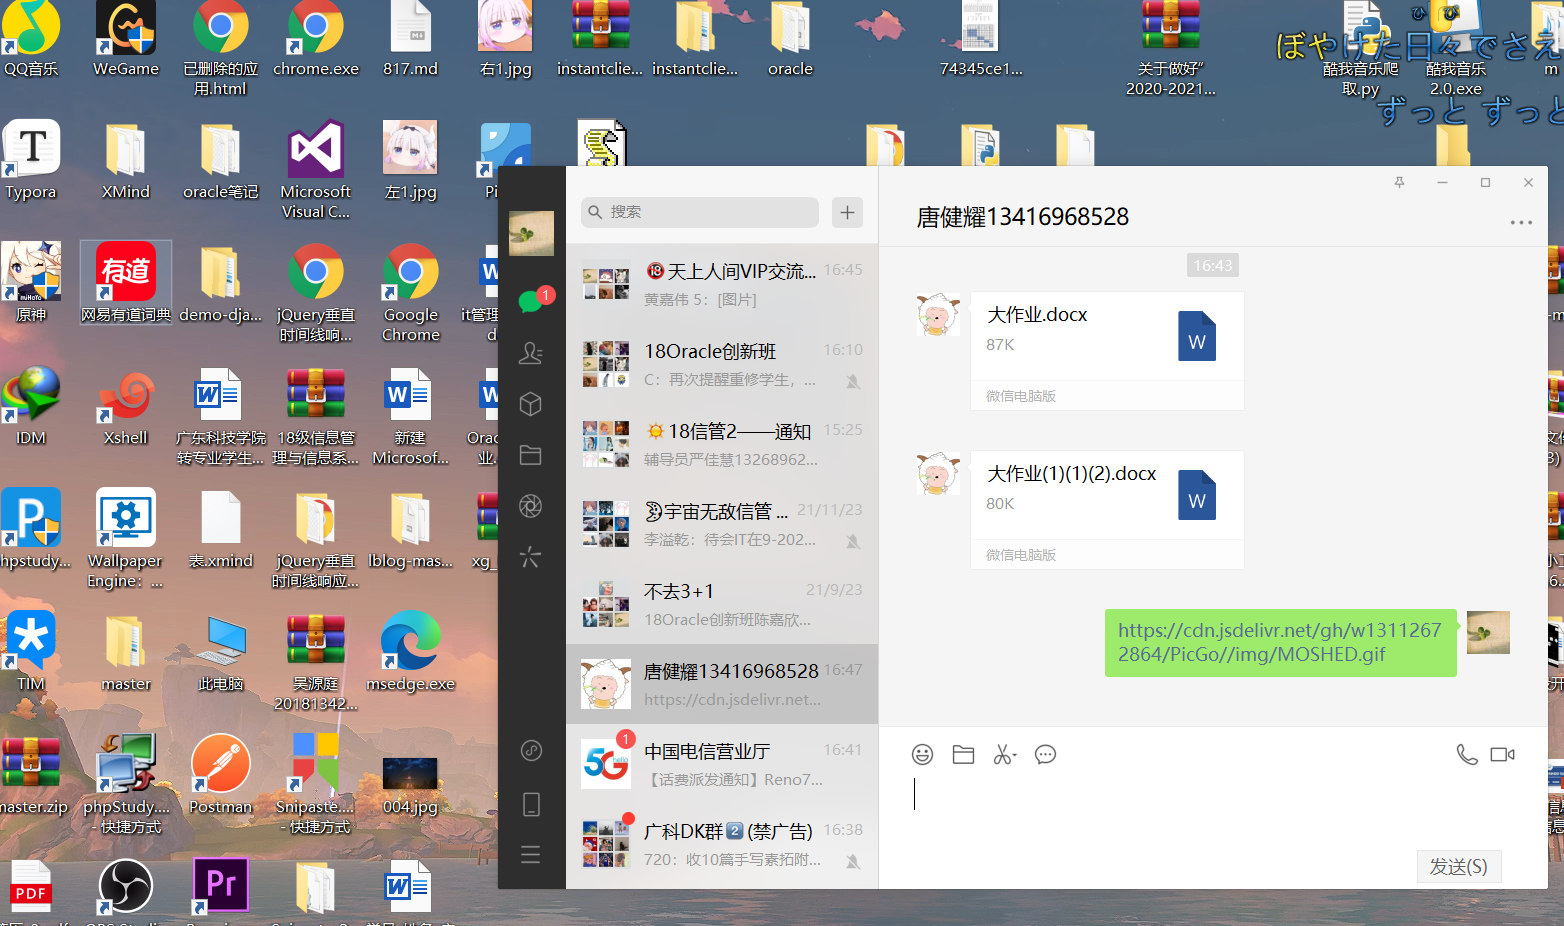 QQ音乐
WeGame
已删除的应
用.html
chrome.exe
817.md
右1.jpg
instantclie...
instantclie...
oracle
74345ce1...
关于做好"
2020-2021...
酷我音乐爬
取.py
酷我音乐
2.0.exe
m
ぼやけた日々でさえ
ずっと ずっと
Typora
XMind
oracle笔记
Microsoft
Visual C...
左1.jpg
Pi
原神
网易有道词典
demo-dja...
jQuery垂直
时间线响...
Google
Chrome
it管理
d
IDM
Xshell
广东科技学院
转专业学生...
18级信息管
理与信息系...
新建
Microsof...
Orac
业.
hpstudy...
Wallpaper
Engine：...
表.xmind
jQuery垂直
时间线响应...
lblog-mas...
xg_
TIM
master
此电脑
吴源庭
20181342...
msedge.exe
master.zip
phpStudy....
- 快捷方式
Postman
Snipaste....
- 快捷方式
004.jpg
PDF
Pr
有道
搜索
天上人间VIP交流...
16:45
黄嘉伟 5：[图片]
18Oracle创新班
16:10
C：再次提醒重修学生，...
18信管2——通知
15:25
辅导员严佳慧13268962...
宇宙无敌信管 ...
21/11/23
李溢乾：待会IT在9-202...
不去3+1
21/9/23
18Oracle创新班陈嘉欣...
唐健耀13416968528
16:47
https://cdn.jsdelivr.net...
中国电信营业厅
16:41
【话费派发通知】Reno7...
广科DK群2(禁广告)
16:38
720：收10篇手写素拓附...
唐健耀13416968528
16:43
大作业.docx
87K
微信电脑版
大作业(1)(1)(2).docx
80K
微信电脑版
https://cdn.jsdelivr.net/gh/w1311267
2864/PicGo//img/MOSHED.gif
发送(S)